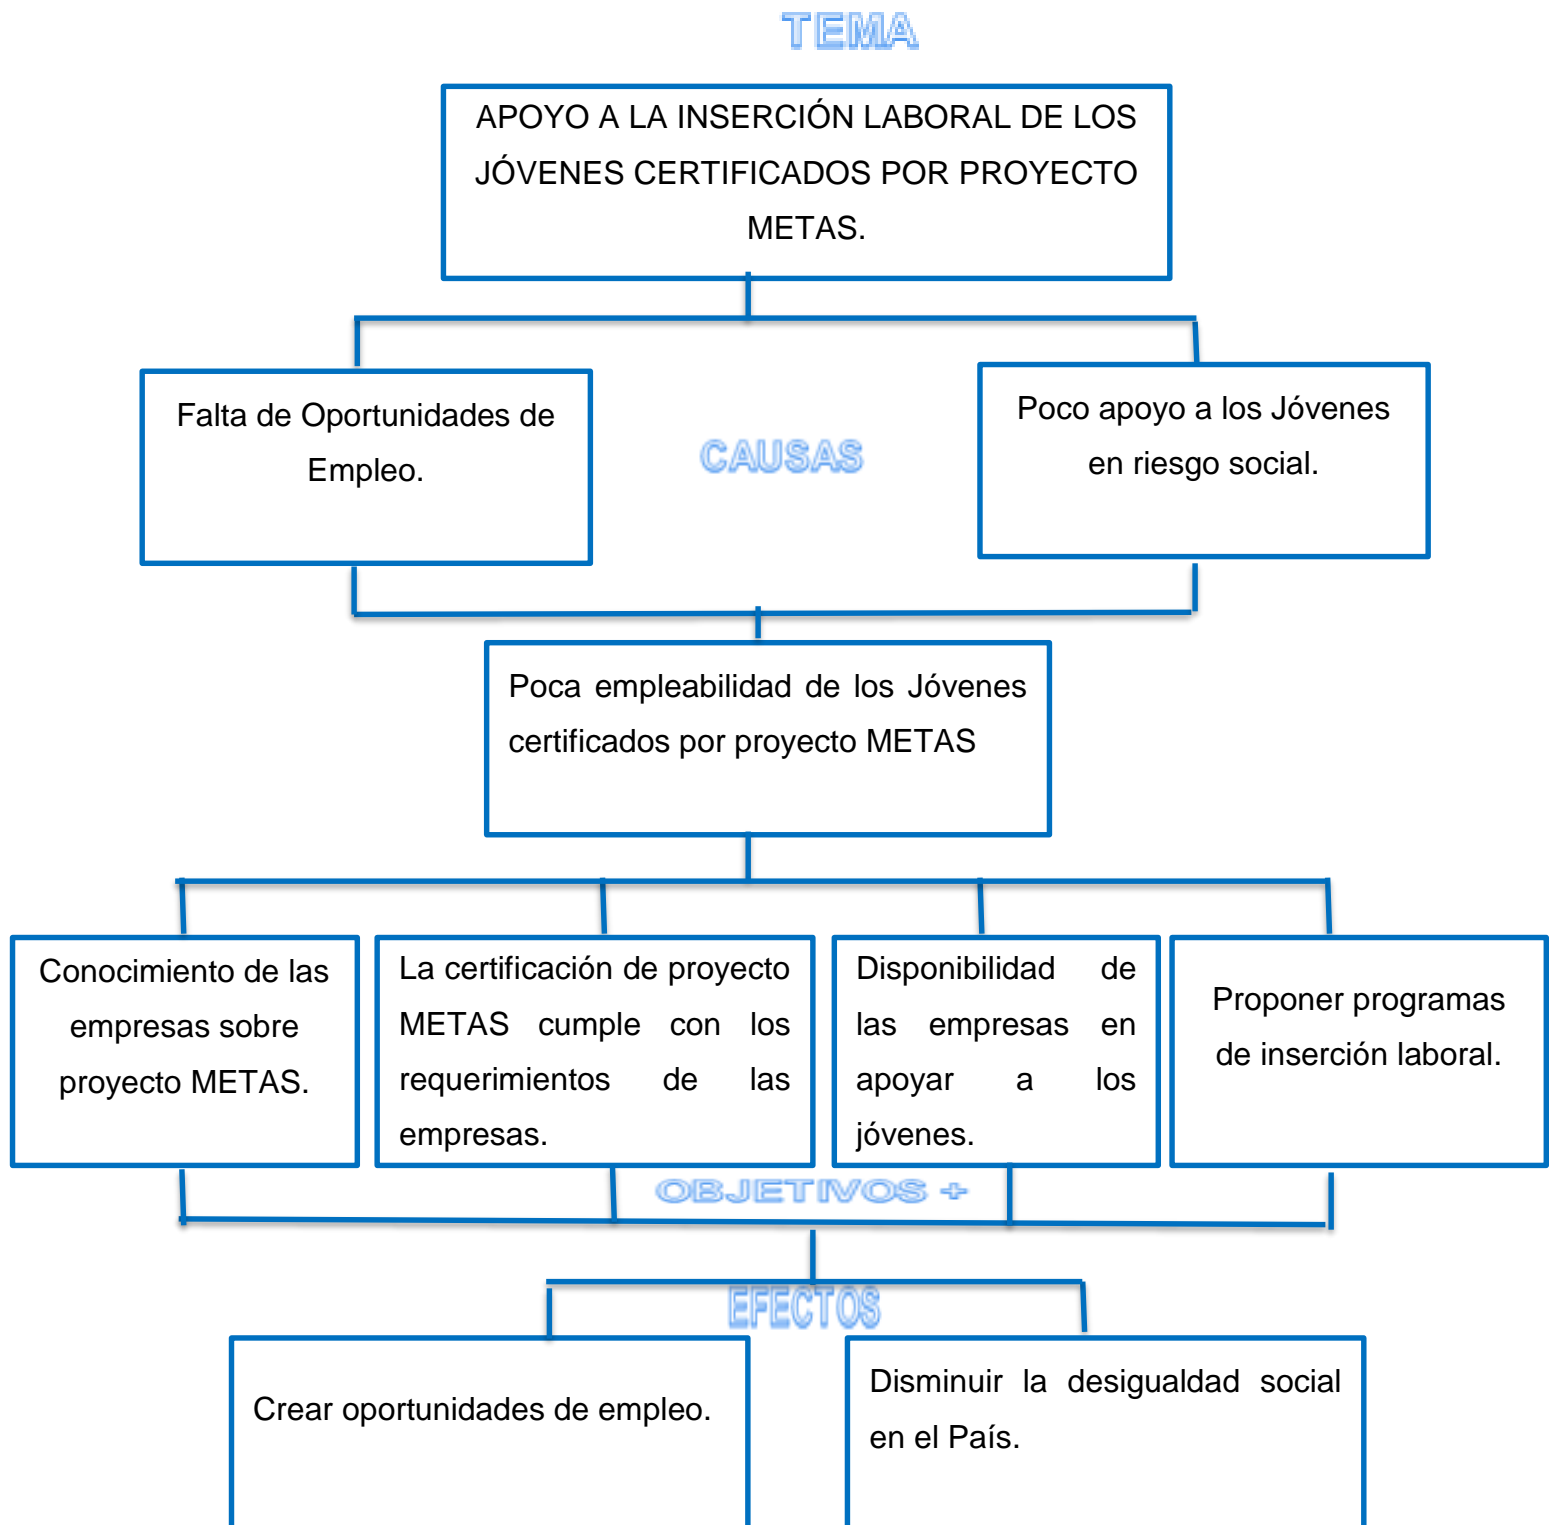 TEMA
APOYO A LA INSERCIÓN LABORAL DE LOS
JÓVENES CERTIFICADOS POR PROYECTO
METAS.
Falta de Oportunidades de
Empleo.
CAUSAS
Poco apoyo a los Jóvenes
en riesgo social.
Poca empleabilidad de los Jóvenes
certificados por proyecto METAS
Conocimiento de las
empresas sobre
proyecto METAS.
La certificación de proyecto
METAS cumple con los
requerimientos de las
empresas.
Disponibilidad de
las empresas en
apoyar a los
jóvenes.
Proponer programas
de inserción laboral.
OBJETIVOS +
EFECTOS
Crear oportunidades de empleo.
Disminuir la desigualdad social
en el País.